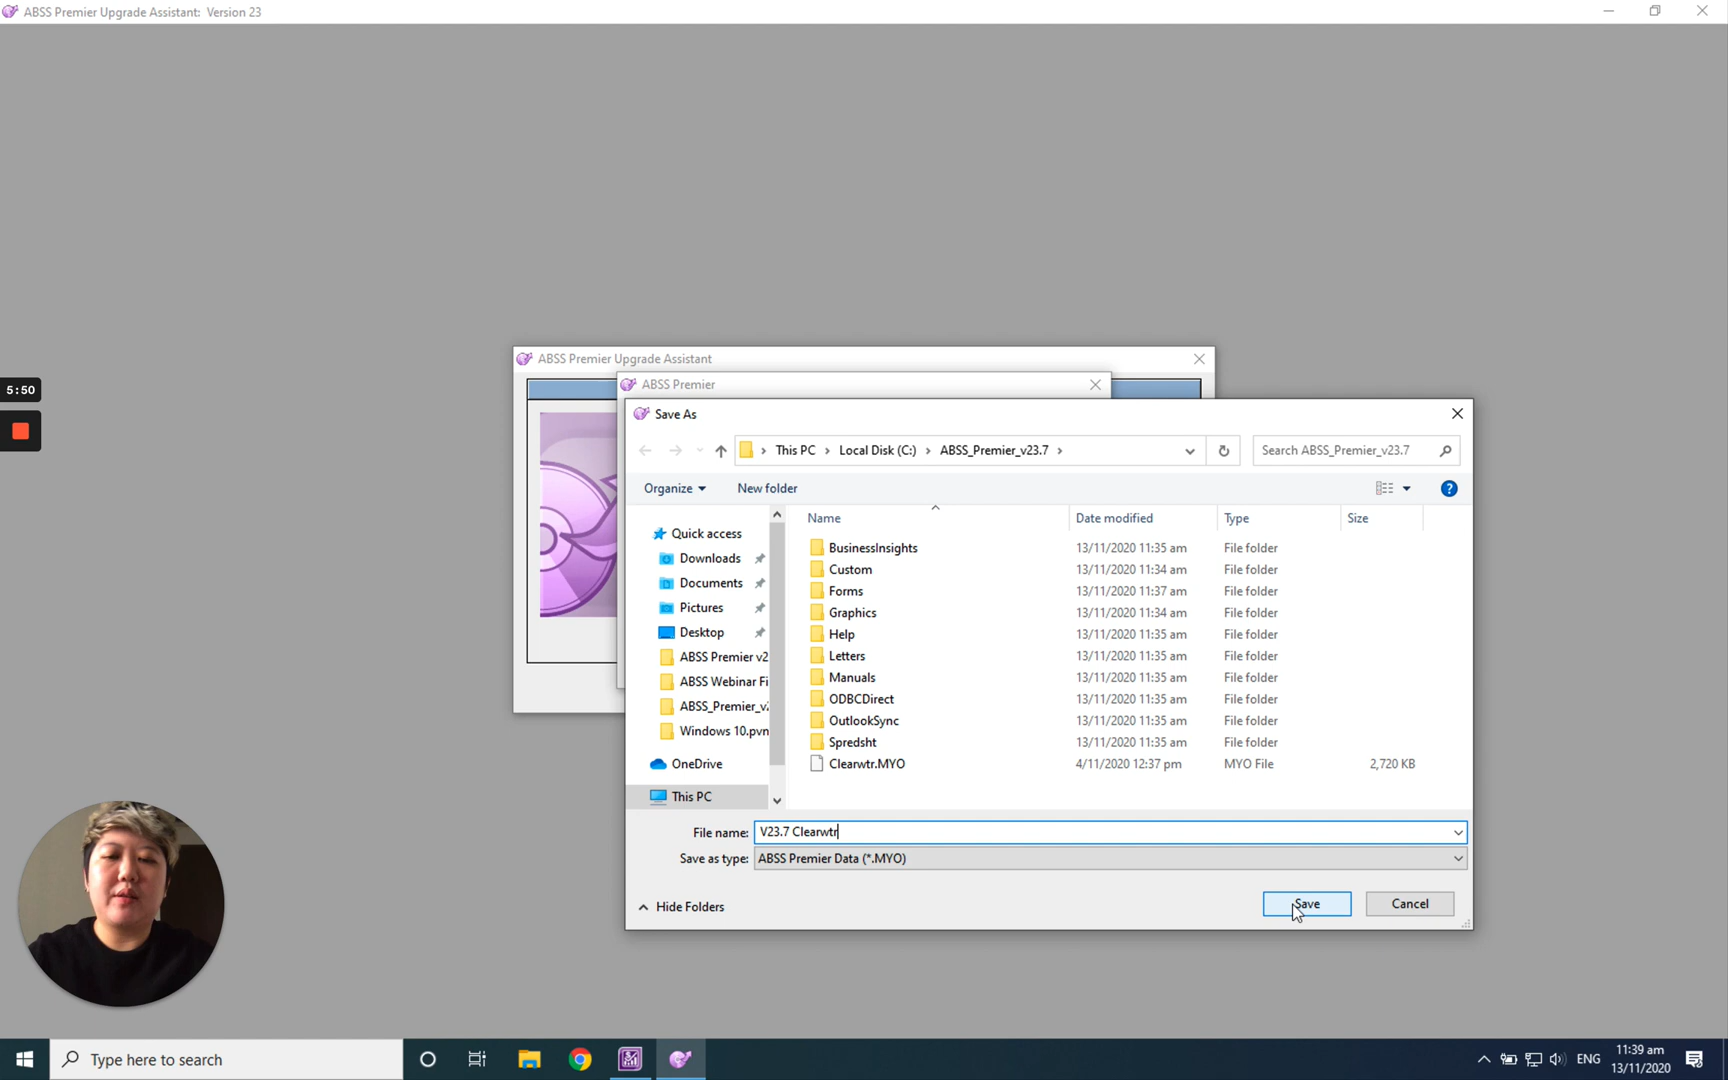 ABSS Premier Upgrade Assistant:  Version 23
5:50
ABSS Premier Upgrade Assistant
ABSS Premier
Save As
This PC
Local Disk (C:)
ABSS_Premier_v23.7
Search ABSS_Premier_v23.7
Organize
New folder
?
Name
Date modified
Type
Size
Quick access
Downloads
Documents
Pictures
Desktop
ABSS Premier v2
ABSS Webinar Fi
ABSS_Premier_v
Windows 10.pvn
OneDrive
This PC
BusinessInsights 13/11/2020 11:35 am File folder
Custom 13/11/2020 11:34 am File folder
Forms 13/11/2020 11:37 am File folder
Graphics 13/11/2020 11:34 am File folder
Help 13/11/2020 11:35 am File folder
Letters 13/11/2020 11:35 am File folder
Manuals 13/11/2020 11:35 am File folder
ODBCDirect 13/11/2020 11:35 am File folder
OutlookSync 13/11/2020 11:35 am File folder
Spredsht 13/11/2020 11:35 am File folder
Clearwtr.MYO 4/11/2020 12:37 pm MYO File 2,720 KB
File name: V23.7 Clearwtr
Save as type: ABSS Premier Data (*.MYO)
Hide Folders
Save
Cancel
Type here to search
ENG
11:39 am
13/11/2020